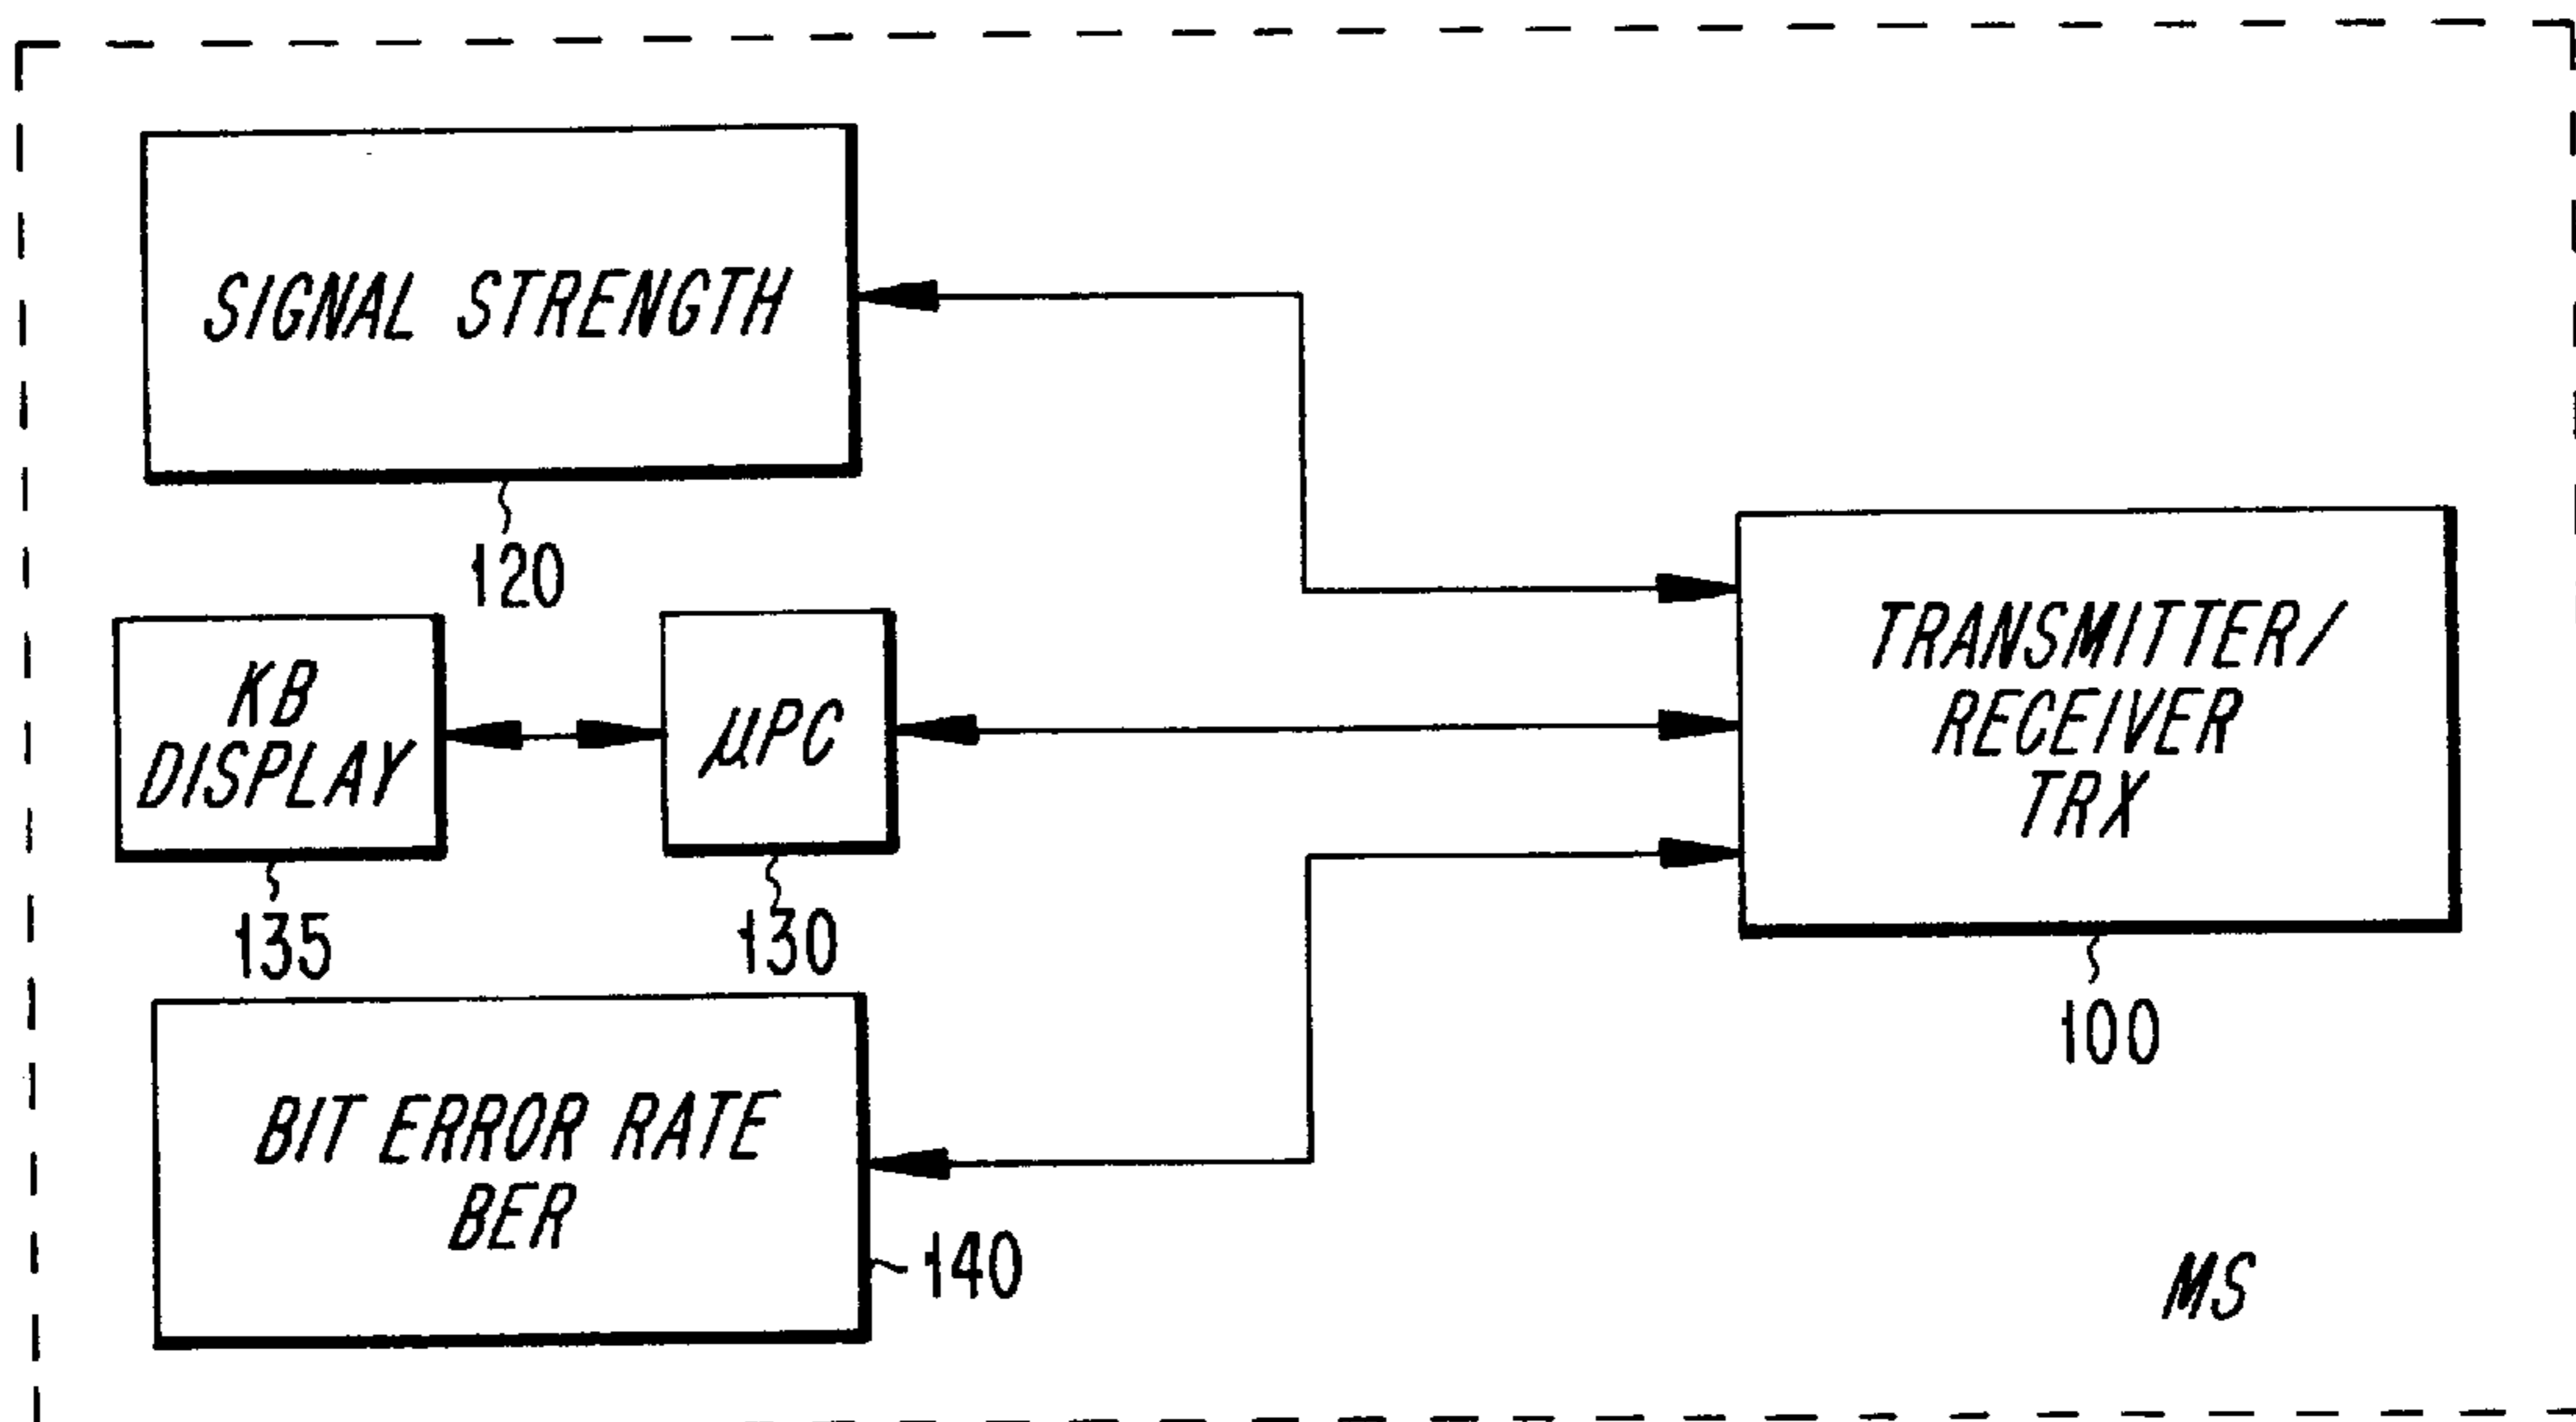 SIGNAL STRENGTH
120
KB
DISPLAY
135
µPC
130
TRANSMITTER/
RECEIVER
TRX
100
BIT ERROR RATE
BER
140
MS